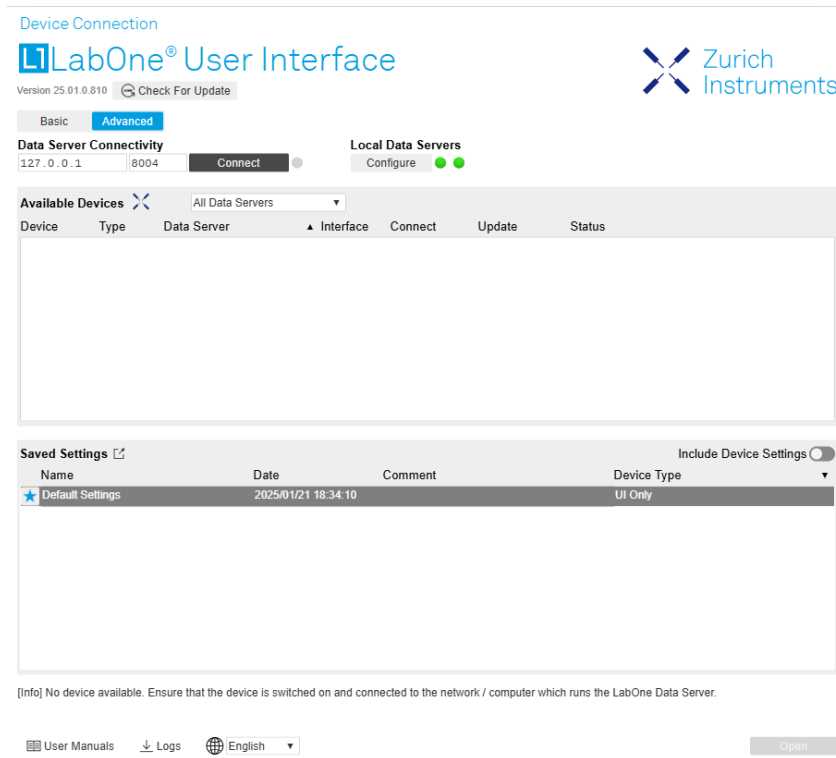 Device Connection
L1 LabOne® User Interface
Zurich
Instruments
Version 25.01.0.810 Check For Update
Basic Advanced
Data Server Connectivity Local Data Servers
127.0.0.1 8004 Connect Configure
Available Devices All Data Servers ▼
Device Type Data Server ▲ Interface Connect Update Status
Saved Settings Include Device Settings
Name Date Comment Device Type ▼
★ Default Settings 2025/01/21 18:34:10 UI Only
[Info] No device available. Ensure that the device is switched on and connected to the network / computer which runs the LabOne Data Server.
User Manuals Logs English ▼ Open